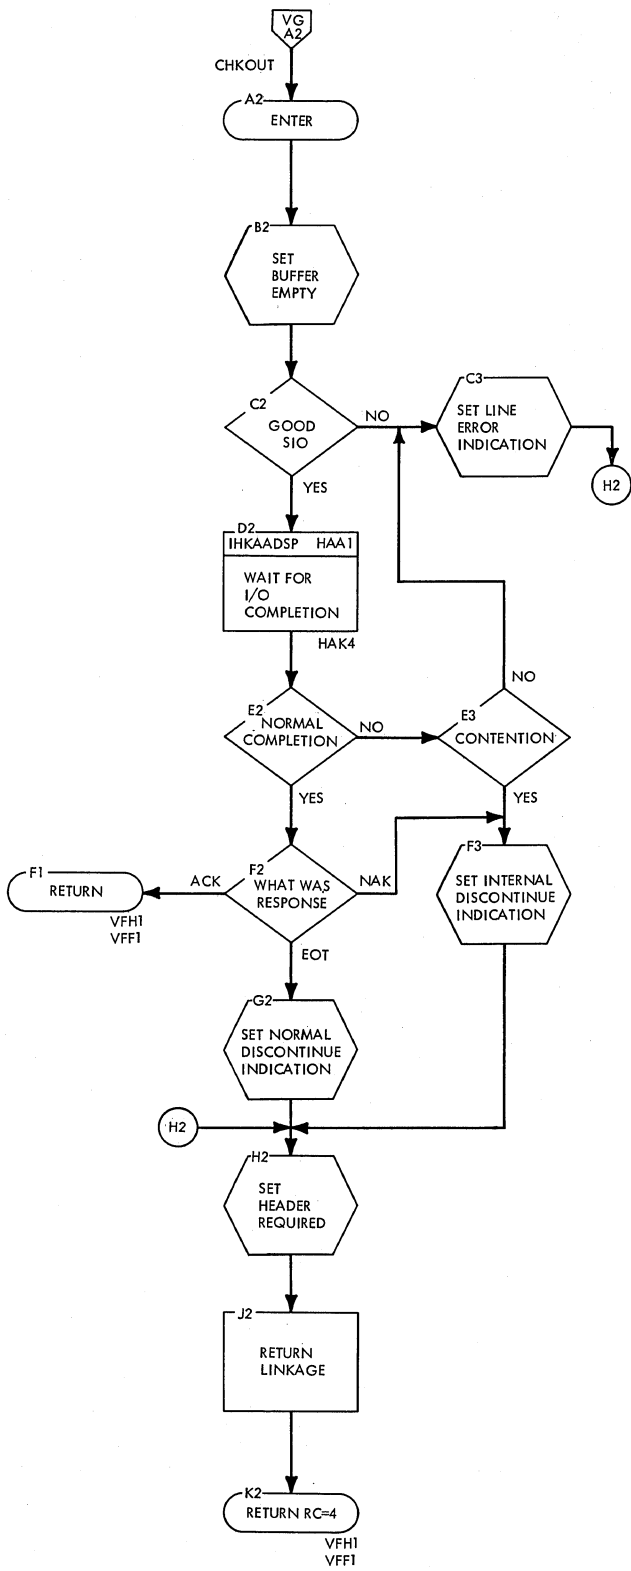 VG
A2
CHKOUT
A2
ENTER
B2
SET
BUFFER
EMPTY
C2
GOOD
SIO
NO
YES
C3
SET LINE
ERROR
INDICATION
H2
D2
IHKAADSP HAA1
WAIT FOR
I/O
COMPLETION
HAK4
E2
NORMAL
COMPLETION
NO
YES
E3
CONTENTION
NO
YES
F1
RETURN
VFH1
VFF1
ACK
F2
WHAT WAS
RESPONSE
NAK
EOT
F3
SET INTERNAL
DISCONTINUE
INDICATION
G2
SET NORMAL
DISCONTINUE
INDICATION
H2
H2
SET
HEADER
REQUIRED
J2
RETURN
LINKAGE
K2
RETURN RC=4
VFH1
VFF1